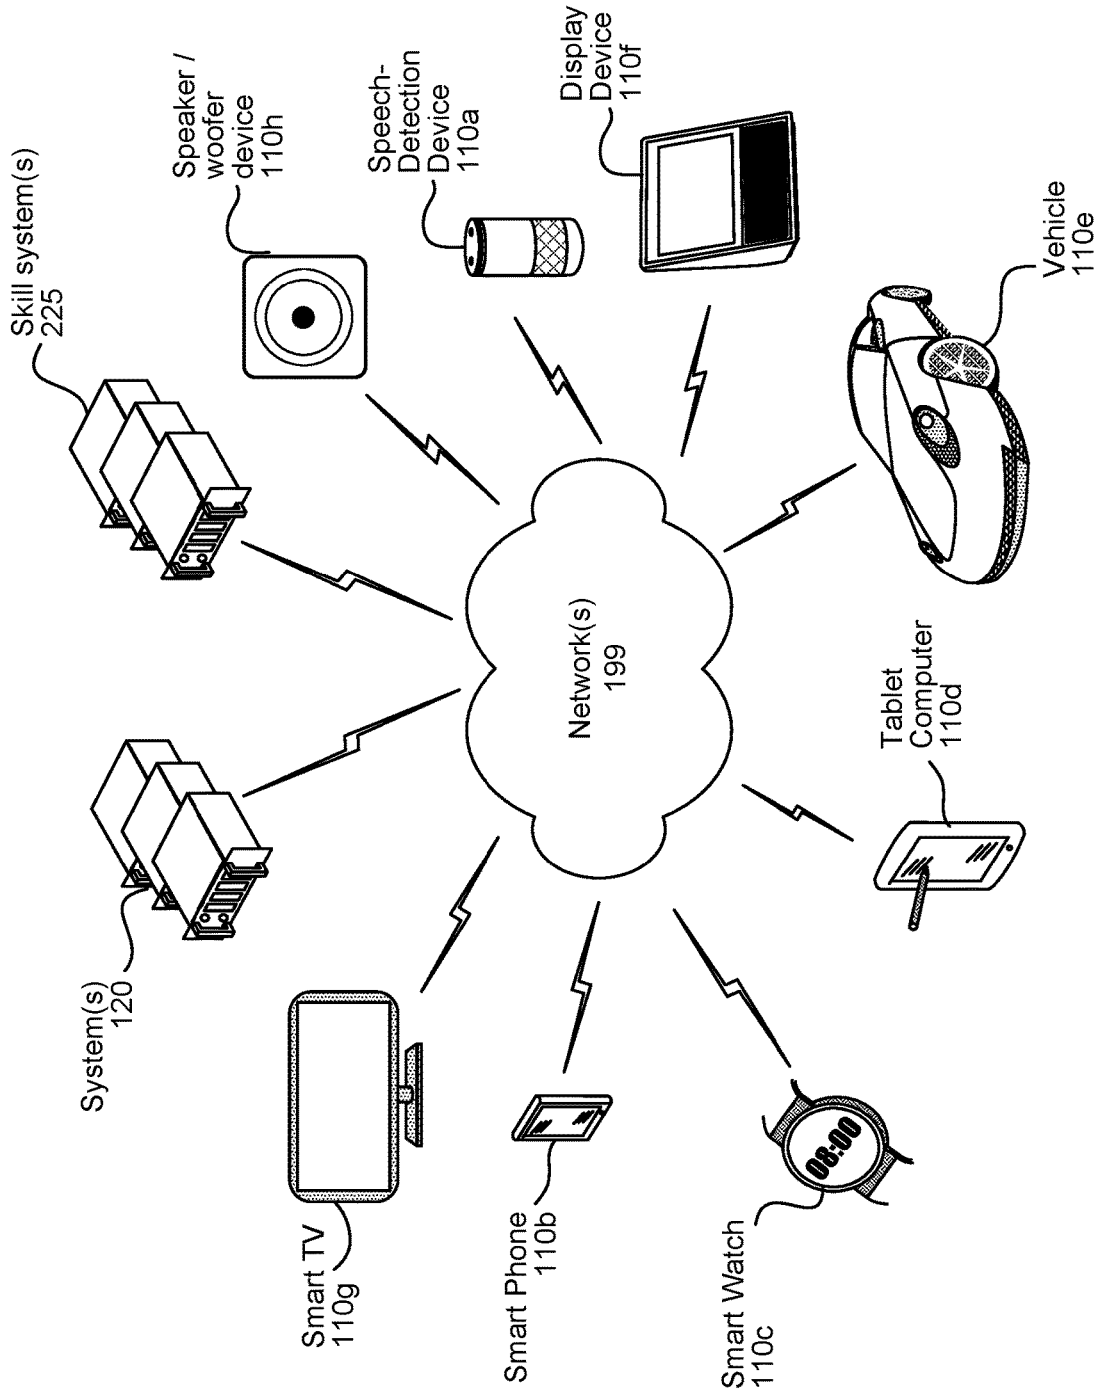 System(s)
120
Skill system(s)
225
Smart TV
110g
Speaker /
woofer
device
110h
Smart Phone
110b
Network(s)
199
Speech-
Detection
Device
110a
Display
Device
110f
Smart Watch
110c
08:00
Tablet
Computer
110d
Vehicle
110e